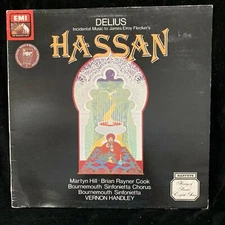 EMI
DELIUS
Incidental Music to James Elroy Flecker's
HASSAN
Martyn Hill · Brian Rayner Cook
Bournemouth Sinfonietta Chorus
Bournemouth Sinfonietta
VERNON HANDLEY